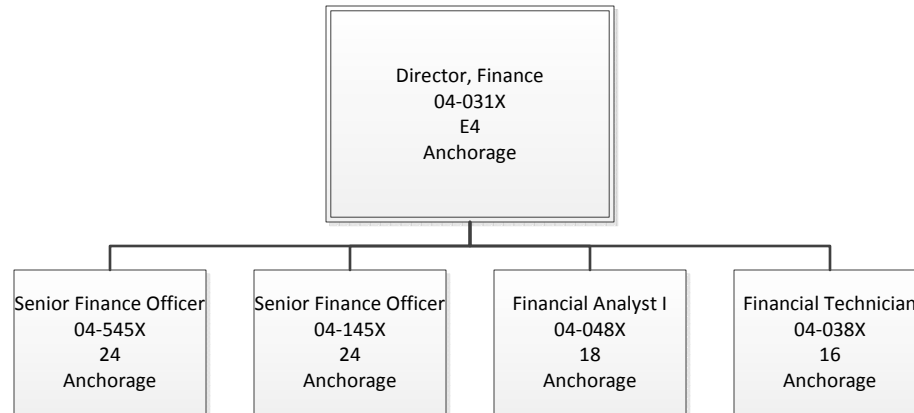 Director, Finance
04-031X
E4
Anchorage
Senior Finance Officer
04-545X
24
Anchorage
Senior Finance Officer
04-145X
24
Anchorage
Financial Analyst I
04-048X
18
Anchorage
Financial Technician
04-038X
16
Anchorage